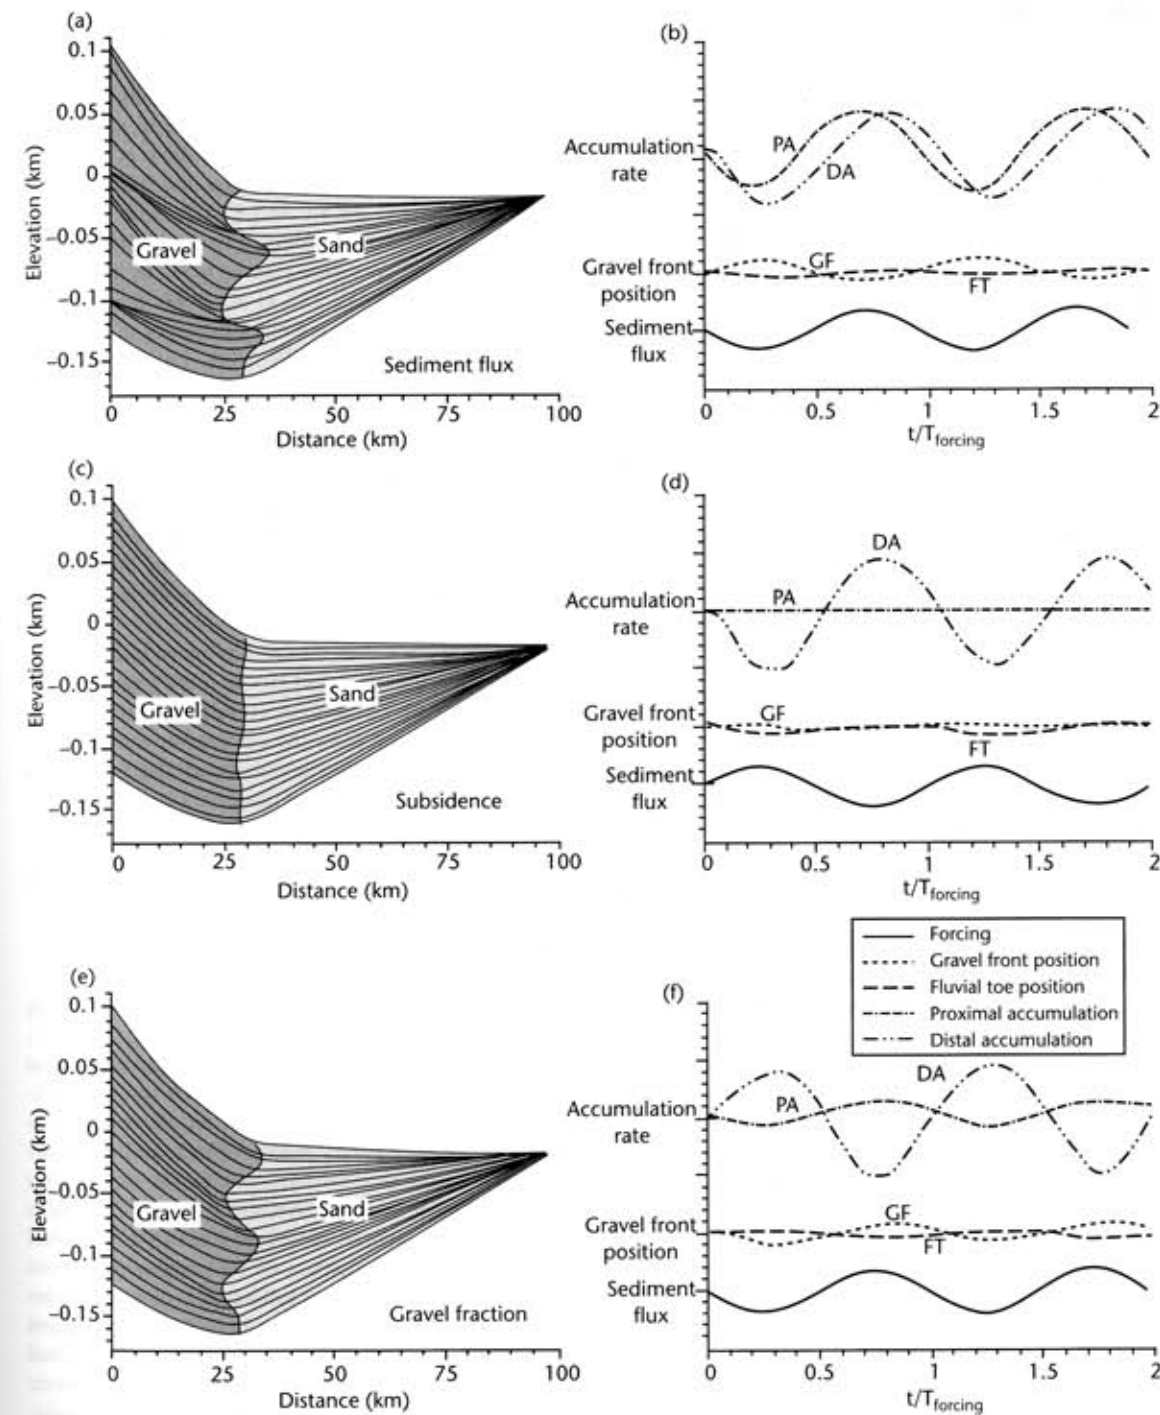 (a)
0.1
0.05
0
−0.05
−0.1
−0.15
Elevation (km)
Gravel
Sand
Sediment flux
0
25
50
75
100
Distance (km)
(b)
Accumulation
rate
PA
DA
Gravel front
position
GF
FT
Sediment
flux
0
0.5
1
1.5
2
t/Tforcing
(c)
0.1
0.05
0
−0.05
−0.1
−0.15
Elevation (km)
Gravel
Sand
Subsidence
0
25
50
75
100
Distance (km)
(d)
DA
Accumulation
rate
PA
Gravel front
position
GF
FT
Sediment
flux
0
0.5
1
1.5
2
t/Tforcing
Forcing
Gravel front position
Fluvial toe position
Proximal accumulation
Distal accumulation
(e)
0.1
0.05
0
−0.05
−0.1
−0.15
Elevation (km)
Gravel
Sand
Gravel fraction
0
25
50
75
100
Distance (km)
(f)
DA
Accumulation
rate
PA
Gravel front
position
GF
FT
Sediment
flux
0
0.5
1
1.5
2
t/Tforcing